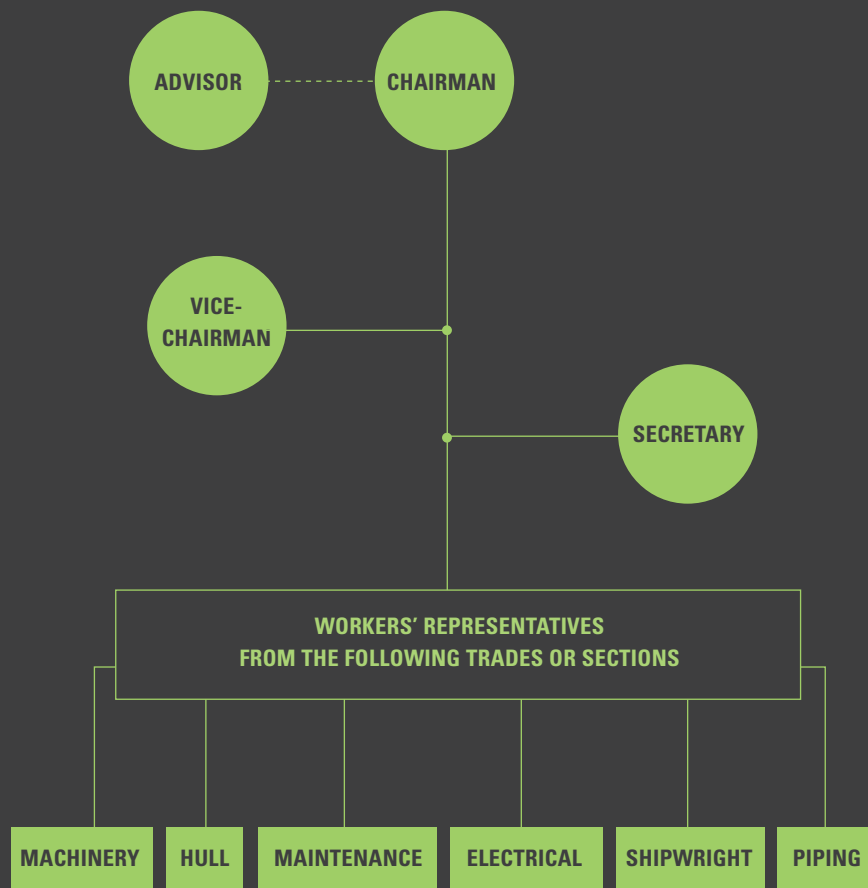 ADVISOR
CHAIRMAN
VICE-
CHAIRMAN
SECRETARY
WORKERS’ REPRESENTATIVES
FROM THE FOLLOWING TRADES OR SECTIONS
MACHINERY
HULL
MAINTENANCE
ELECTRICAL
SHIPWRIGHT
PIPING